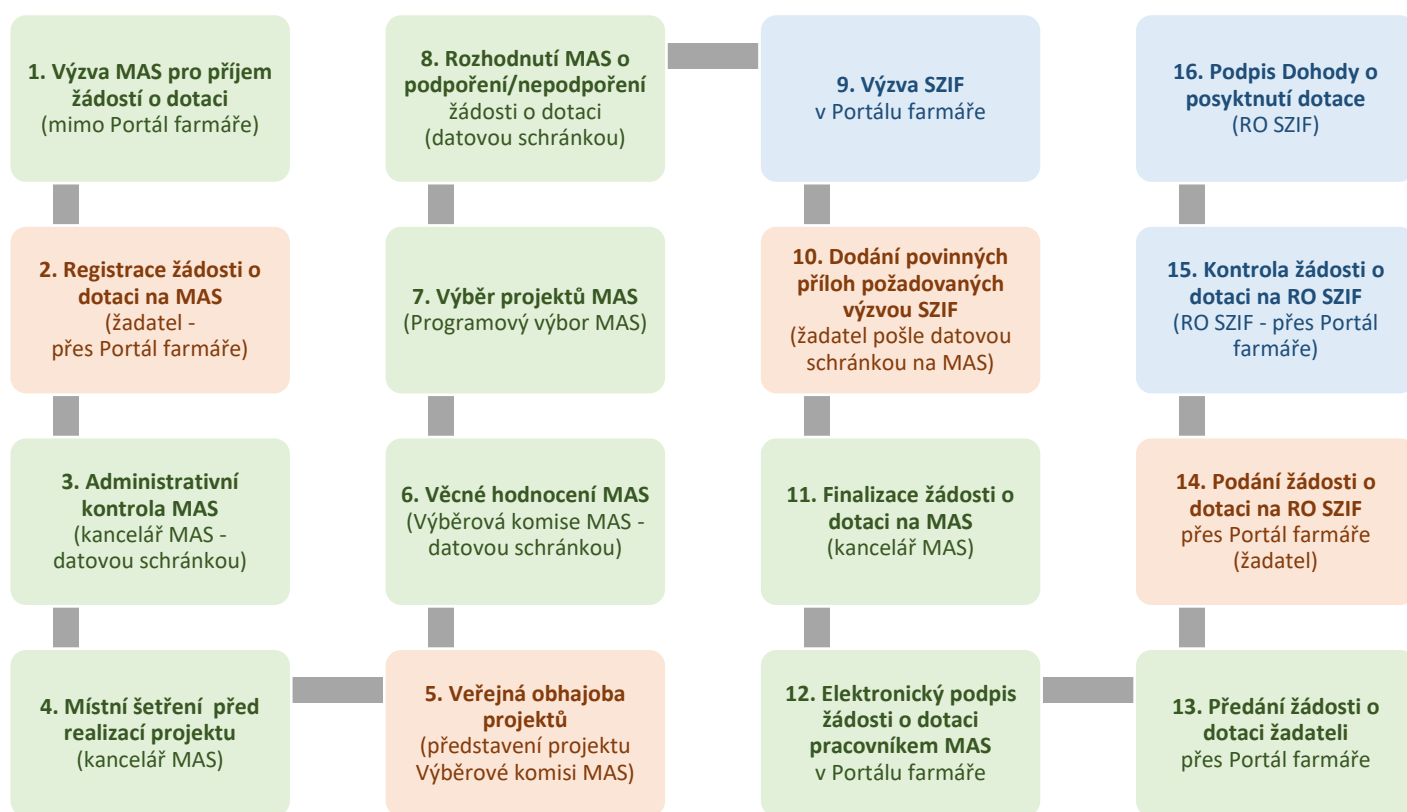 1. Výzva MAS pro příjem
žádostí o dotaci
(mimo Portál farmáře)
2. Registrace žádosti o
dotaci na MAS
(žadatel -
přes Portál farmáře)
3. Administrativní
kontrola MAS
(kancelář MAS -
datovou schránkou)
4. Místní šetření  před
realizací projektu
(kancelář MAS)
5. Veřejná obhajoba
projektů
(představení projektu
Výběrové komisi MAS)
6. Věcné hodnocení MAS
(Výběrová komise MAS -
datovou schránkou)
7. Výběr projektů MAS
(Programový výbor MAS)
8. Rozhodnutí MAS o
podpoření/nepodpoření
žádosti o dotaci
(datovou schránkou)
9. Výzva SZIF
v Portálu farmáře
10. Dodání povinných
příloh požadovaných
výzvou SZIF
(žadatel pošle datovou
schránkou na MAS)
11. Finalizace žádosti o
dotaci na MAS
(kancelář MAS)
12. Elektronický podpis
žádosti o dotaci
pracovníkem MAS
v Portálu farmáře
13. Předání žádosti o
dotaci žadateli
přes Portál farmáře
14. Podání žádosti o
dotaci na RO SZIF
přes Portál farmáře
(žadatel)
15. Kontrola žádosti o
dotaci na RO SZIF
(RO SZIF - přes Portál
farmáře)
16. Podpis Dohody o
posyktnutí dotace
(RO SZIF)